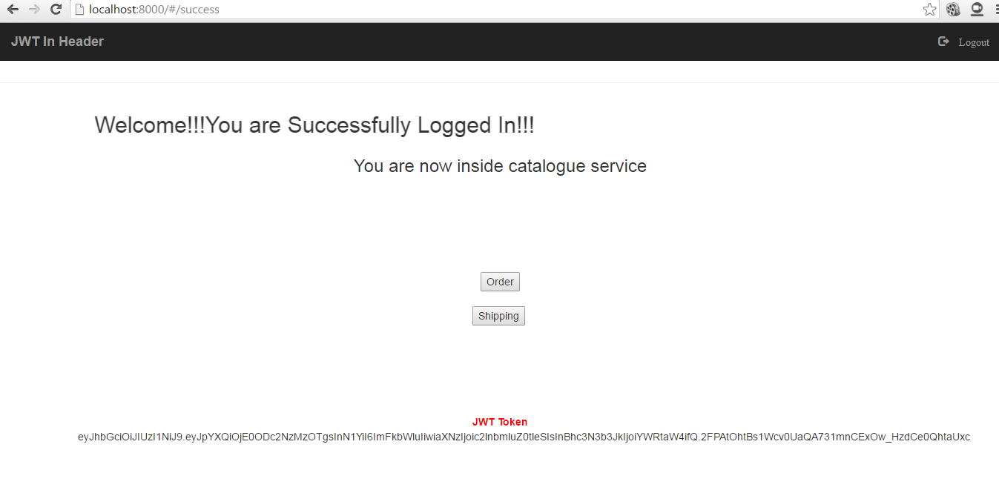 localhost:8000/#/success
JWT In Header
Logout
Welcome!!!You are Successfully Logged In!!!
You are now inside catalogue service
Order
Shipping
JWT Token
eyJhbGciOiJIUzI1NiJ9.eyJpYXQiOjE0ODc2NzMzOTgsInN1YiI6ImFkbWluIiwiaXNzIjoic2lnbmluZ0tleSIsInBhc3N3b3JkIjoiYWRtaW4ifQ.2FPAtOhtBs1Wcv0UaQA731mnCExOw_HzdCe0QhtaUxc